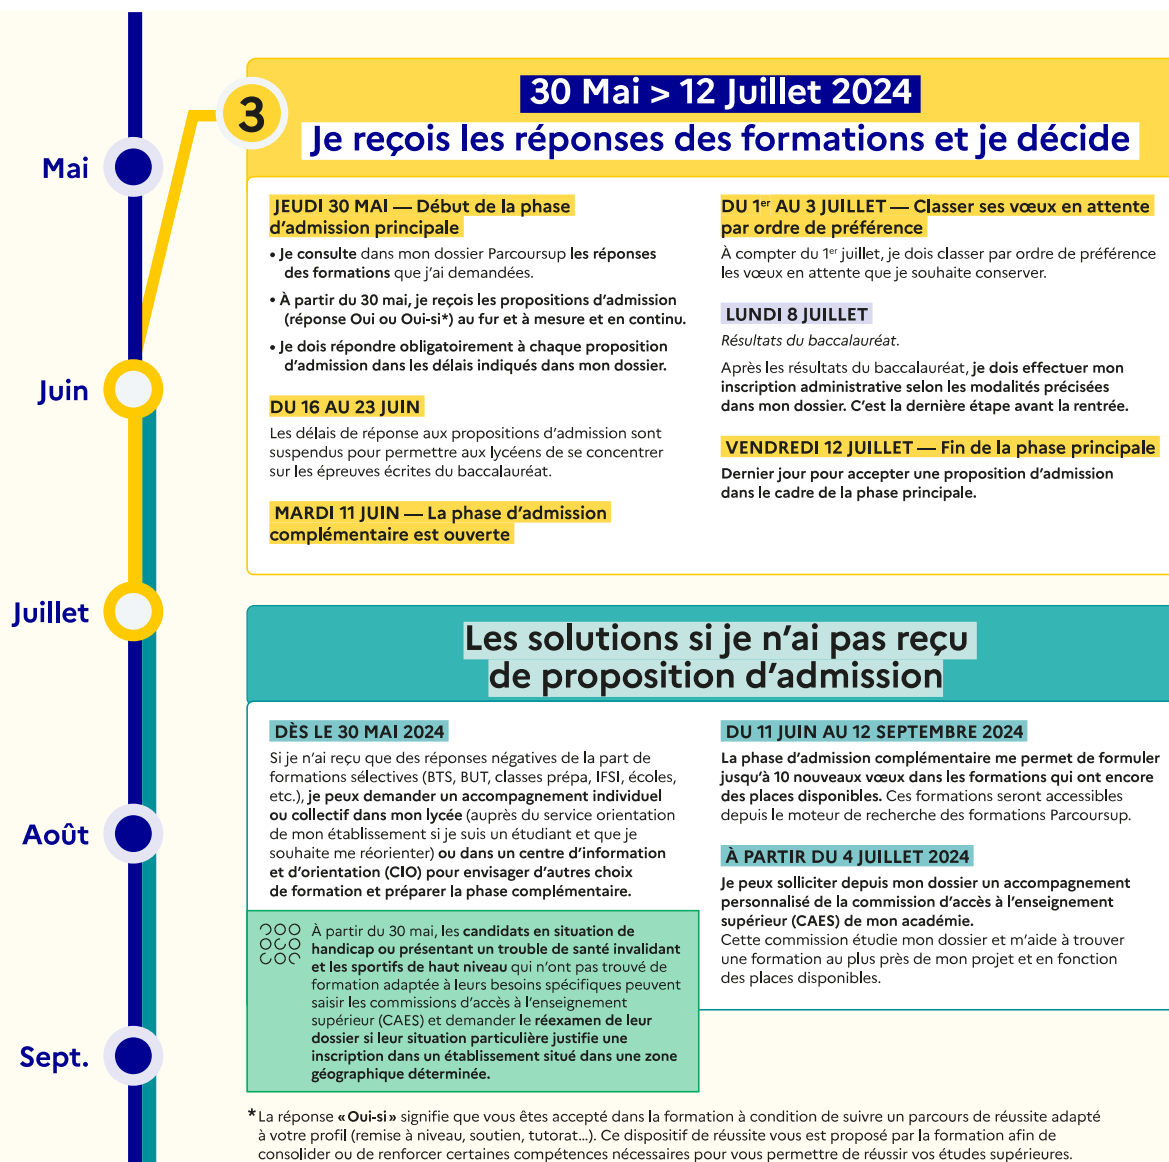 Mai
Juin
Juillet
Août
Sept.
3
30 Mai > 12 Juillet 2024
Je reçois les réponses des formations et je décide
JEUDI 30 MAI — Début de la phase
d’admission principale
• Je consulte dans mon dossier Parcoursup les réponses
des formations que j’ai demandées.
• À partir du 30 mai, je reçois les propositions d’admission
(réponse Oui ou Oui-si*) au fur et à mesure et en continu.
• Je dois répondre obligatoirement à chaque proposition
d’admission dans les délais indiqués dans mon dossier.
DU 16 AU 23 JUIN
Les délais de réponse aux propositions d’admission sont
suspendus pour permettre aux lycéens de se concentrer
sur les épreuves écrites du baccalauréat.
MARDI 11 JUIN — La phase d’admission
complémentaire est ouverte
DU 1er AU 3 JUILLET — Classer ses vœux en attente
par ordre de préférence
À compter du 1er juillet, je dois classer par ordre de préférence
les vœux en attente que je souhaite conserver.
LUNDI 8 JUILLET
Résultats du baccalauréat.
Après les résultats du baccalauréat, je dois effectuer mon
inscription administrative selon les modalités précisées
dans mon dossier. C’est la dernière étape avant la rentrée.
VENDREDI 12 JUILLET — Fin de la phase principale
Dernier jour pour accepter une proposition d’admission
dans le cadre de la phase principale.
Les solutions si je n’ai pas reçu
de proposition d’admission
DÈS LE 30 MAI 2024
Si je n’ai reçu que des réponses négatives de la part de
formations sélectives (BTS, BUT, classes prépa, IFSI, écoles,
etc.), je peux demander un accompagnement individuel
ou collectif dans mon lycée (auprès du service orientation
de mon établissement si je suis un étudiant et que je
souhaite me réorienter) ou dans un centre d’information
et d’orientation (CIO) pour envisager d’autres choix
de formation et préparer la phase complémentaire.
À partir du 30 mai, les candidats en situation de
handicap ou présentant un trouble de santé invalidant
et les sportifs de haut niveau qui n’ont pas trouvé de
formation adaptée à leurs besoins spécifiques peuvent
saisir les commissions d’accès à l’enseignement
supérieur (CAES) et demander le réexamen de leur
dossier si leur situation particulière justifie une
inscription dans un établissement situé dans une zone
géographique déterminée.
DU 11 JUIN AU 12 SEPTEMBRE 2024
La phase d’admission complémentaire me permet de formuler
jusqu’à 10 nouveaux vœux dans les formations qui ont encore
des places disponibles. Ces formations seront accessibles
depuis le moteur de recherche des formations Parcoursup.
À PARTIR DU 4 JUILLET 2024
Je peux solliciter depuis mon dossier un accompagnement
personnalisé de la commission d’accès à l’enseignement
supérieur (CAES) de mon académie.
Cette commission étudie mon dossier et m’aide à trouver
une formation au plus près de mon projet et en fonction
des places disponibles.
* La réponse «Oui-si» signifie que vous êtes accepté dans la formation à condition de suivre un parcours de réussite adapté
à votre profil (remise à niveau, soutien, tutorat…). Ce dispositif de réussite vous est proposé par la formation afin de
consolider ou de renforcer certaines compétences nécessaires pour vous permettre de réussir vos études supérieures.